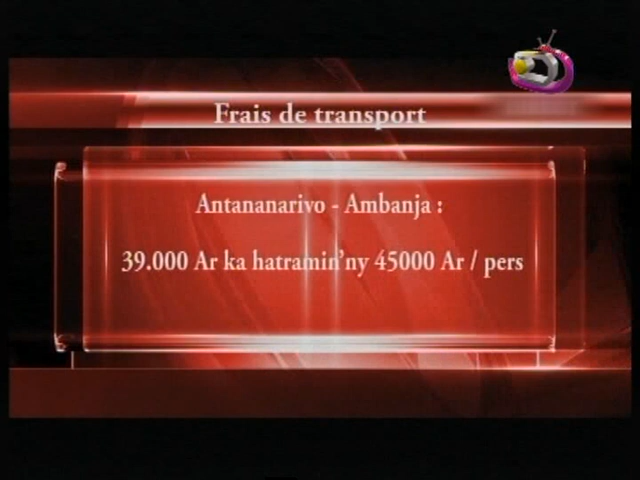 Frais de transport
Antananarivo - Ambanja :
39.000 Ar ka hatramin'ny 45000 Ar / pers